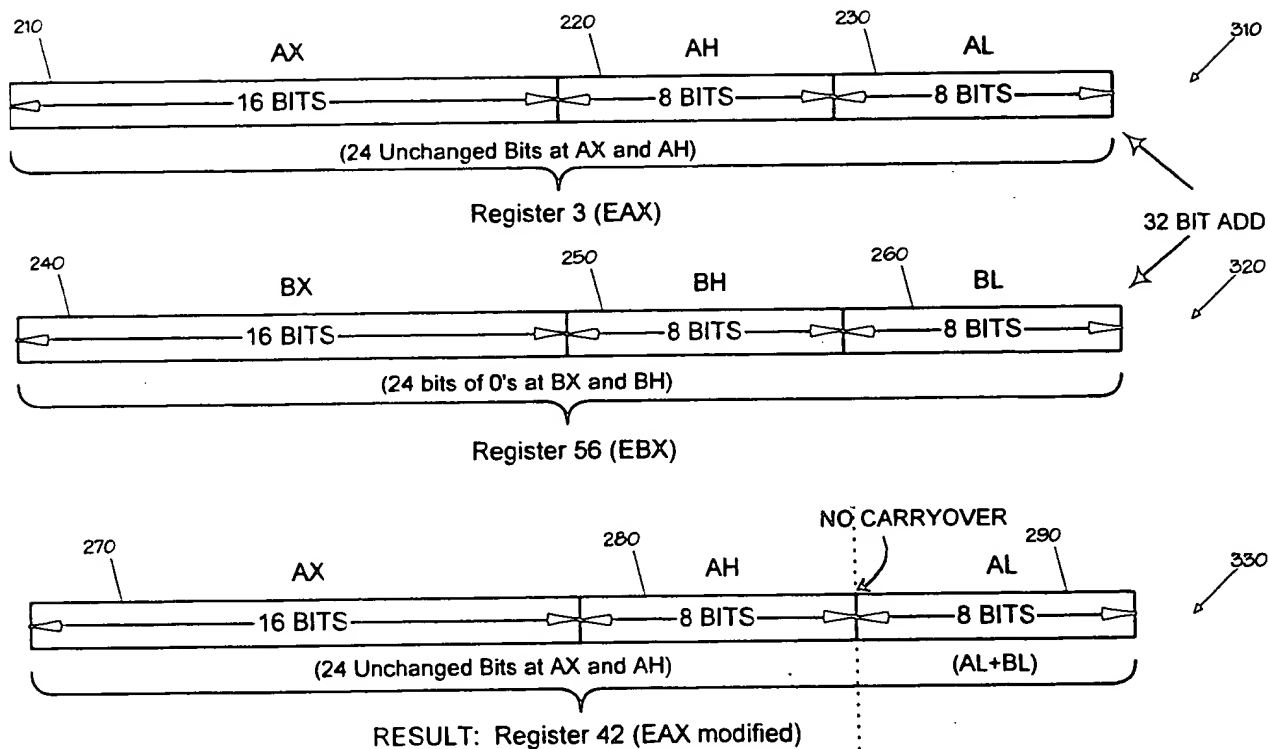 210 220 230
AX AH AL 310
16 BITS 8 BITS 8 BITS
(24 Unchanged Bits at AX and AH)
Register 3 (EAX)
32 BIT ADD
240 250 260
BX BH BL 320
16 BITS 8 BITS 8 BITS
(24 bits of 0's at BX and BH)
Register 56 (EBX)
NO CARRYOVER
270 280 290
AX AH AL 330
16 BITS 8 BITS 8 BITS
(24 Unchanged Bits at AX and AH) (AL+BL)
RESULT: Register 42 (EAX modified)